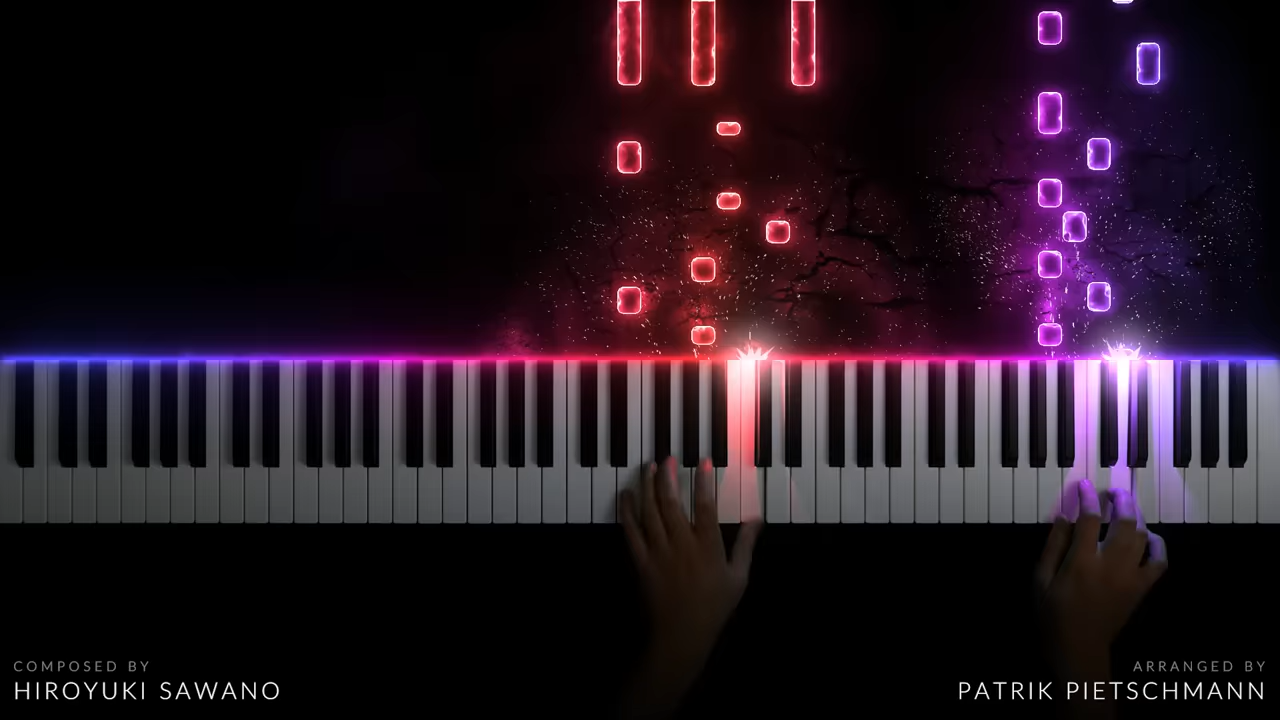 COMPOSED BY
HIROYUKI SAWANO
ARRANGED BY
PATRIK PIETSCHMANN